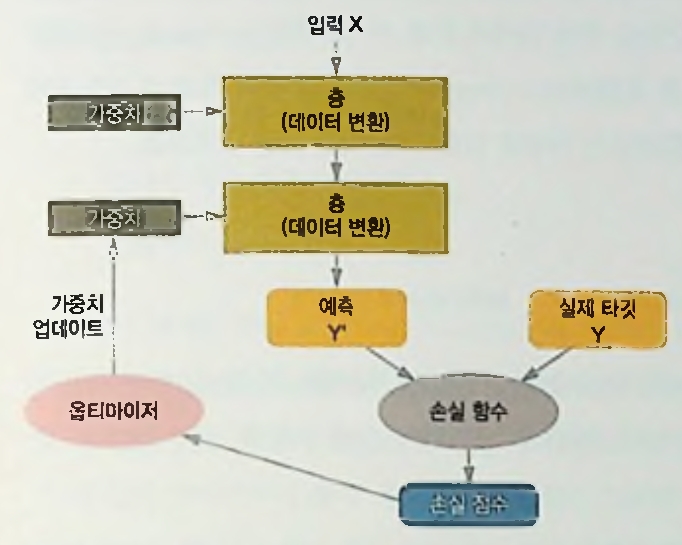 입력 X
가중치
층
(데이터 변환)
가중치
층
(데이터 변환)
가중치
업데이트
예측
Y'
실제 타깃
Y
옵티마이저
손실 함수
손실 점수